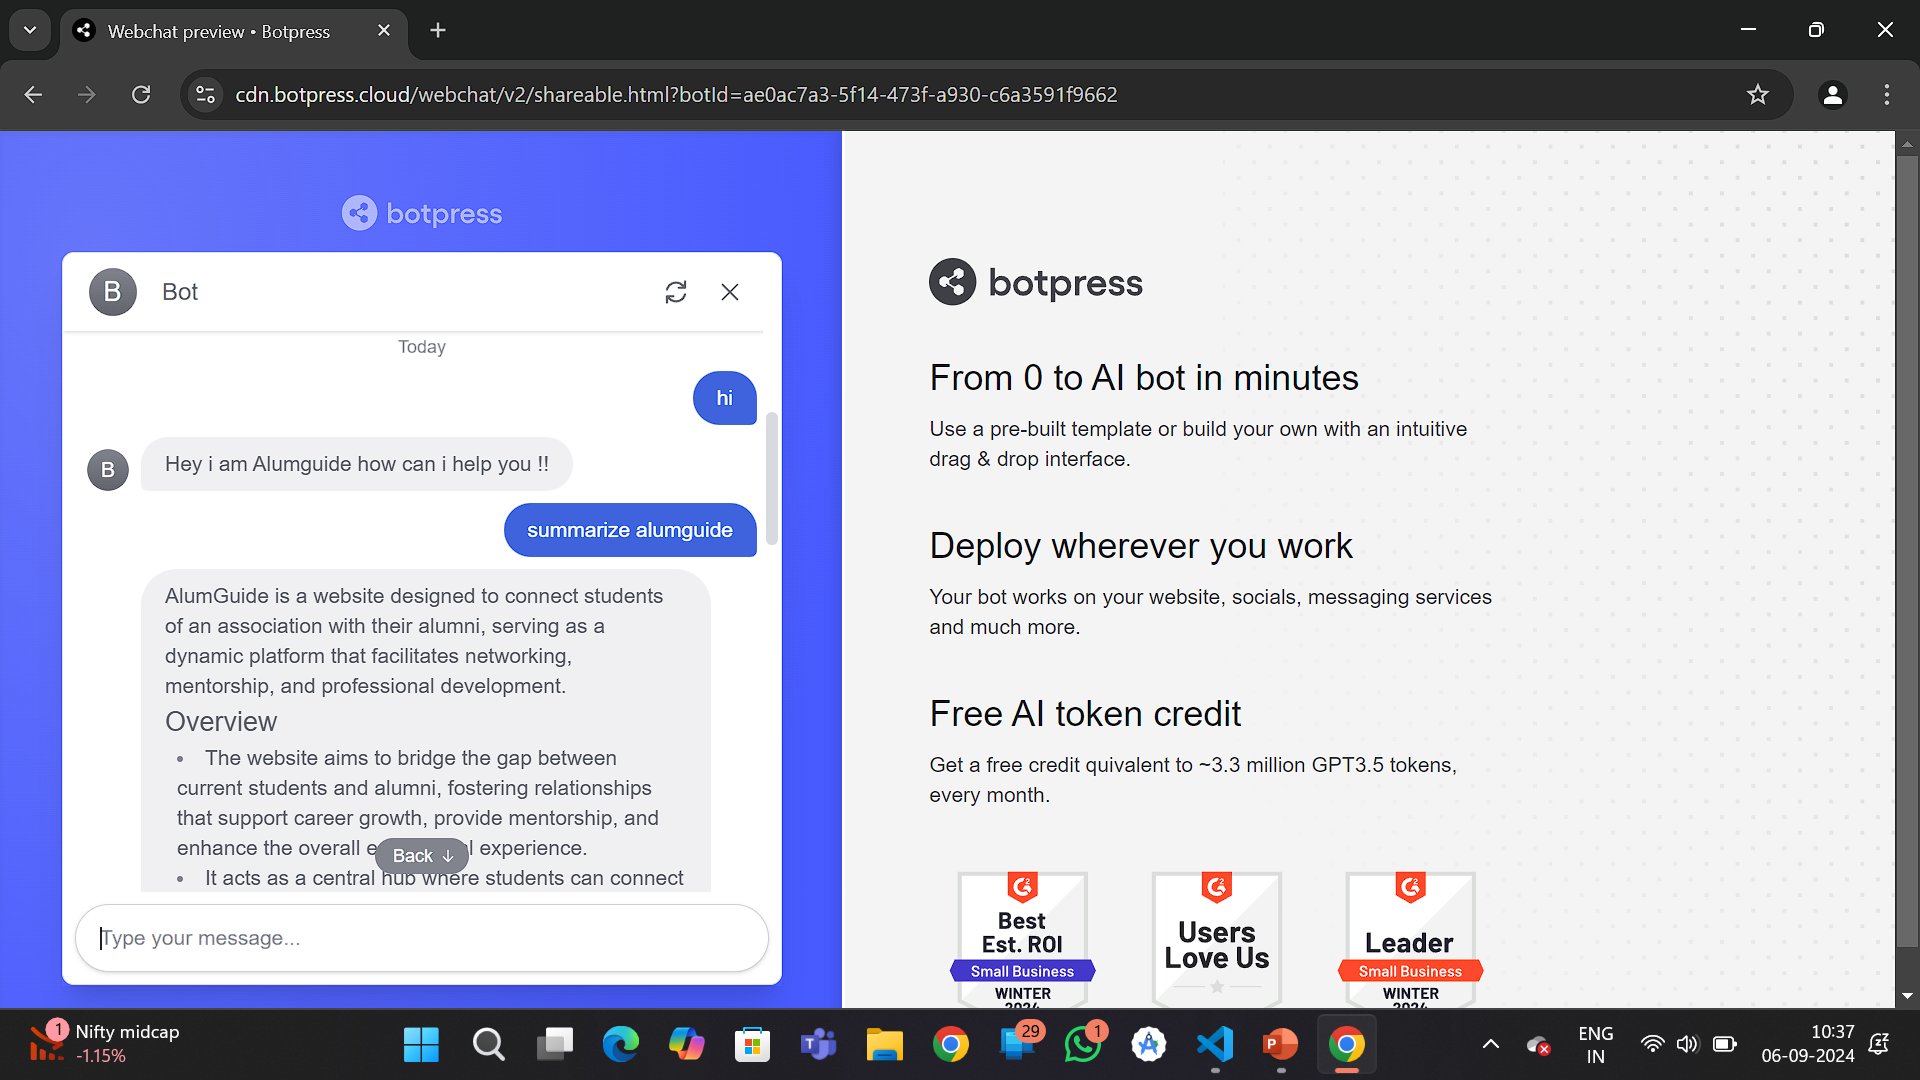 Webchat preview • Botpress
cdn.botpress.cloud/webchat/v2/shareable.html?botId=ae0ac7a3-5f14-473f-a930-c6a3591f9662
botpress
B
Bot
Today
hi
B
Hey i am Alumguide how can i help you !!
summarize alumguide
AlumGuide is a website designed to connect students
of an association with their alumni, serving as a
dynamic platform that facilitates networking,
mentorship, and professional development.
Overview
• The website aims to bridge the gap between
current students and alumni, fostering relationships
that support career growth, provide mentorship, and
enhance the overall e l experience.
Back ↓
• It acts as a central hub where students can connect
Type your message...
botpress
From 0 to AI bot in minutes
Use a pre-built template or build your own with an intuitive
drag & drop interface.
Deploy wherever you work
Your bot works on your website, socials, messaging services
and much more.
Free AI token credit
Get a free credit quivalent to ~3.3 million GPT3.5 tokens,
every month.
Best
Est. ROI
Small Business
WINTER
2024
Users
Love Us
Leader
Small Business
WINTER
2024
1
Nifty midcap
-1.15%
29
1
ENG
IN
10:37
06-09-2024